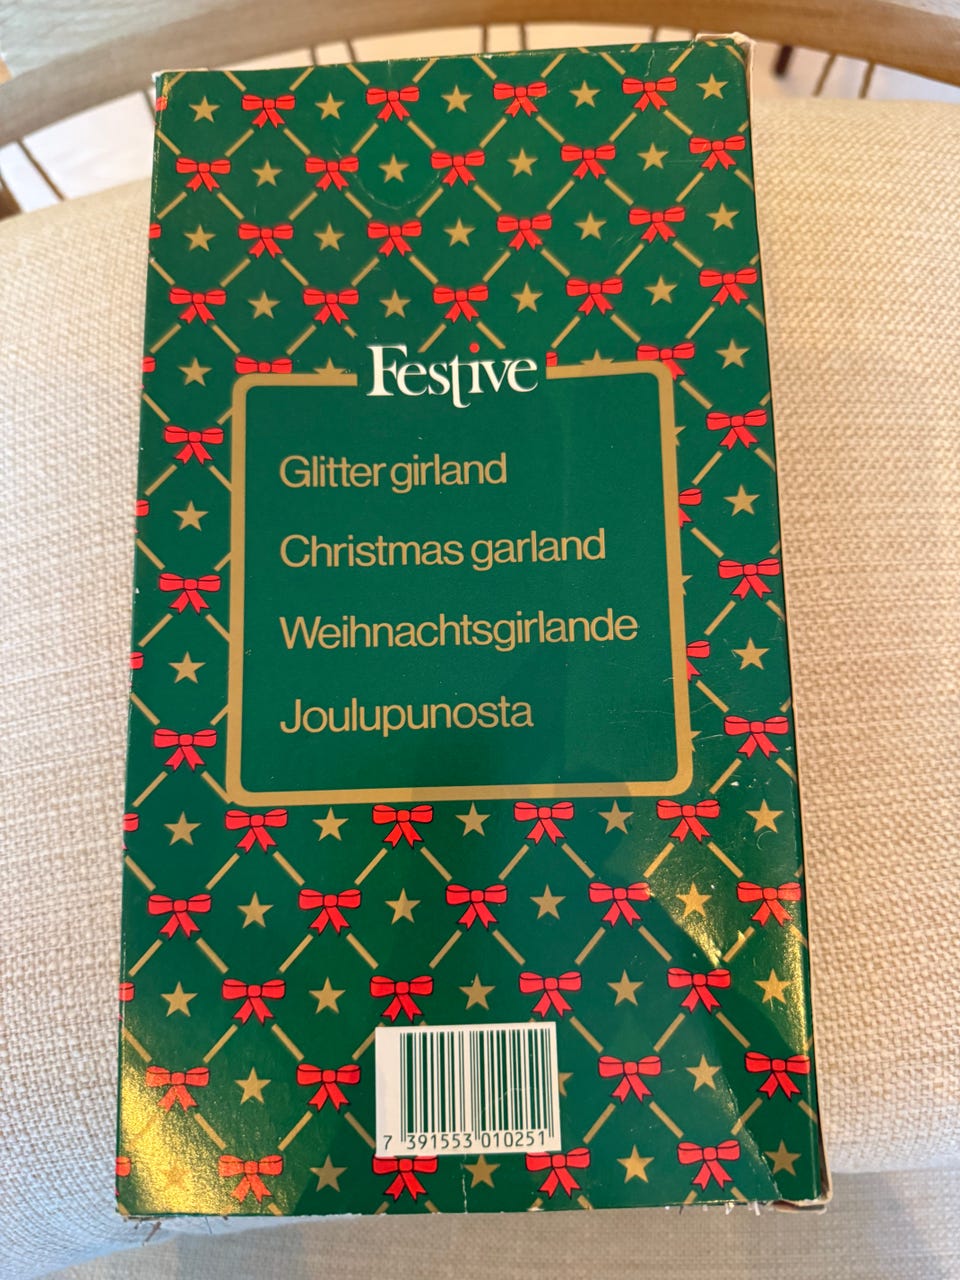 Festive
Glitter girland
Christmas garland
Weihnachtsgirlande
Joulupunosta
7 391553 010251